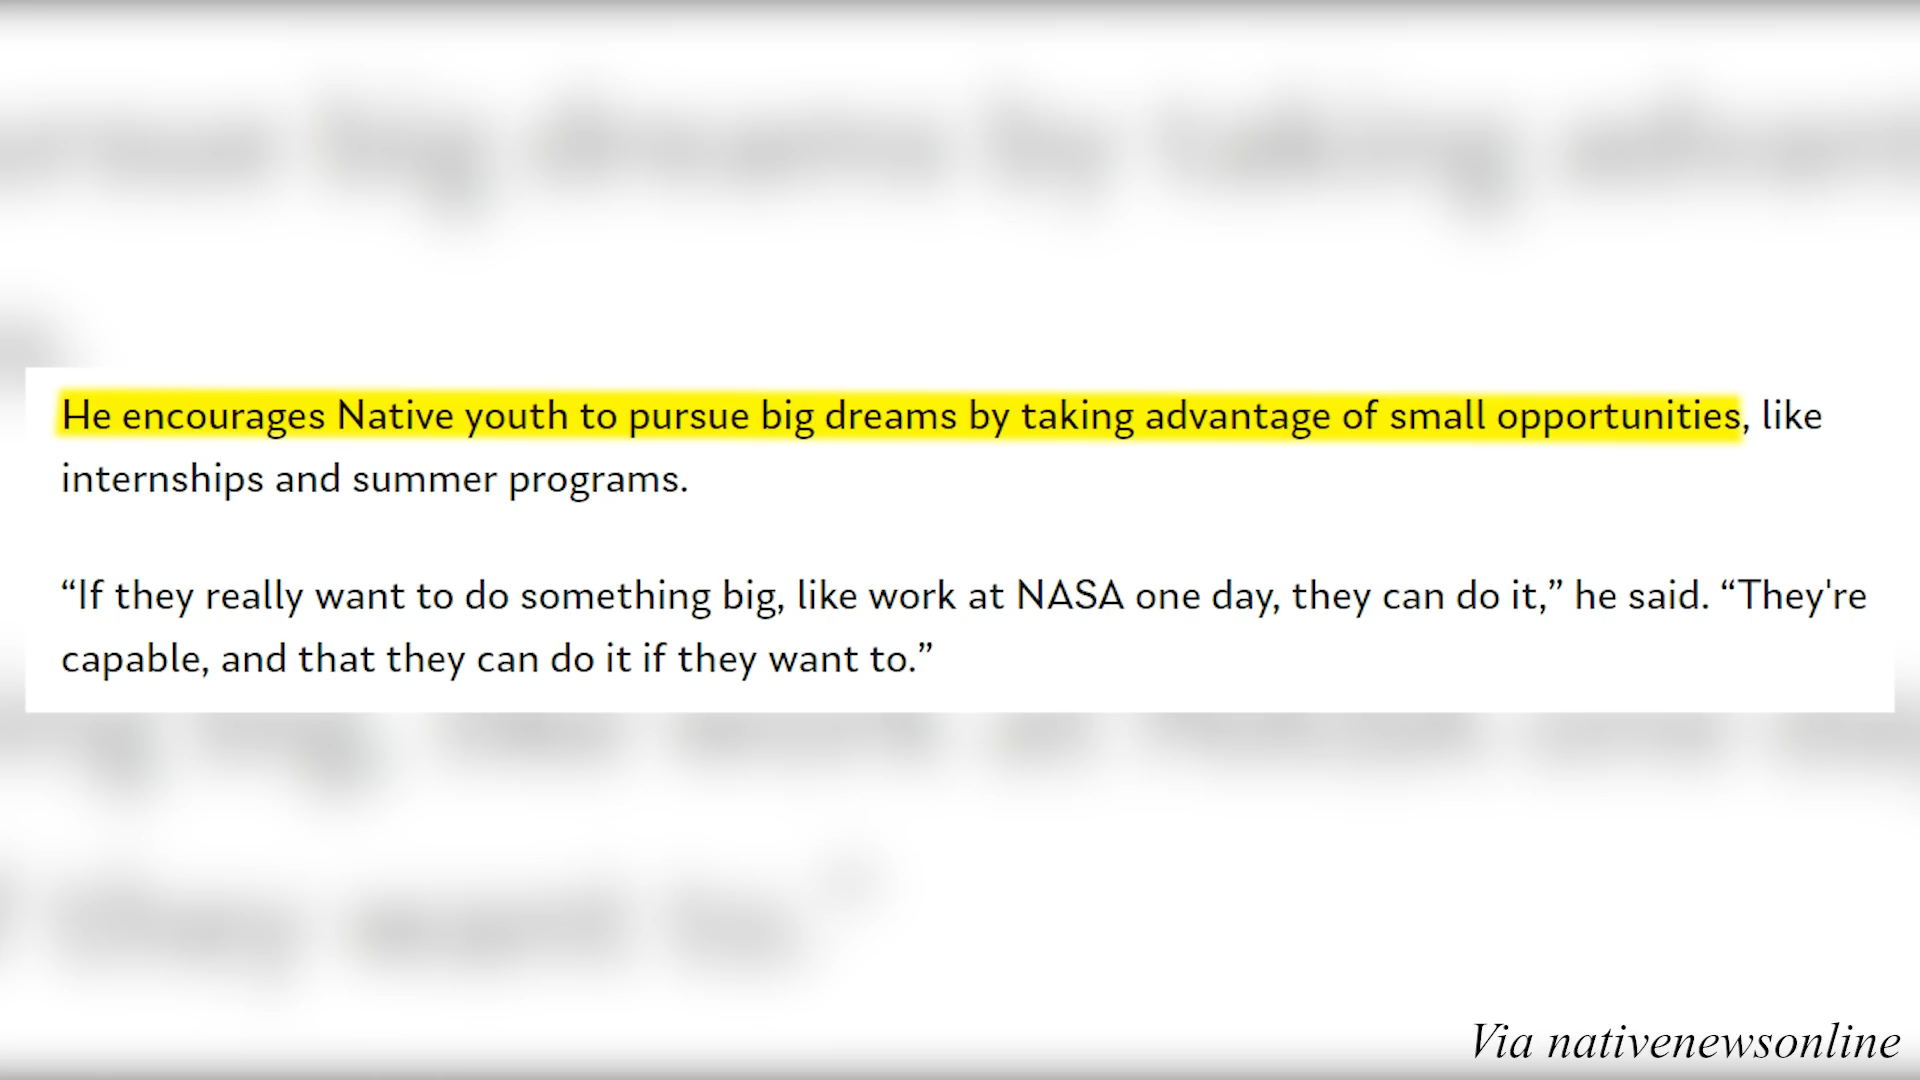 He encourages Native youth to pursue big dreams by taking advantage of small opportunities, like
internships and summer programs.
“If they really want to do something big, like work at NASA one day, they can do it,” he said. “They're
capable, and that they can do it if they want to.”
Via nativenewsonline